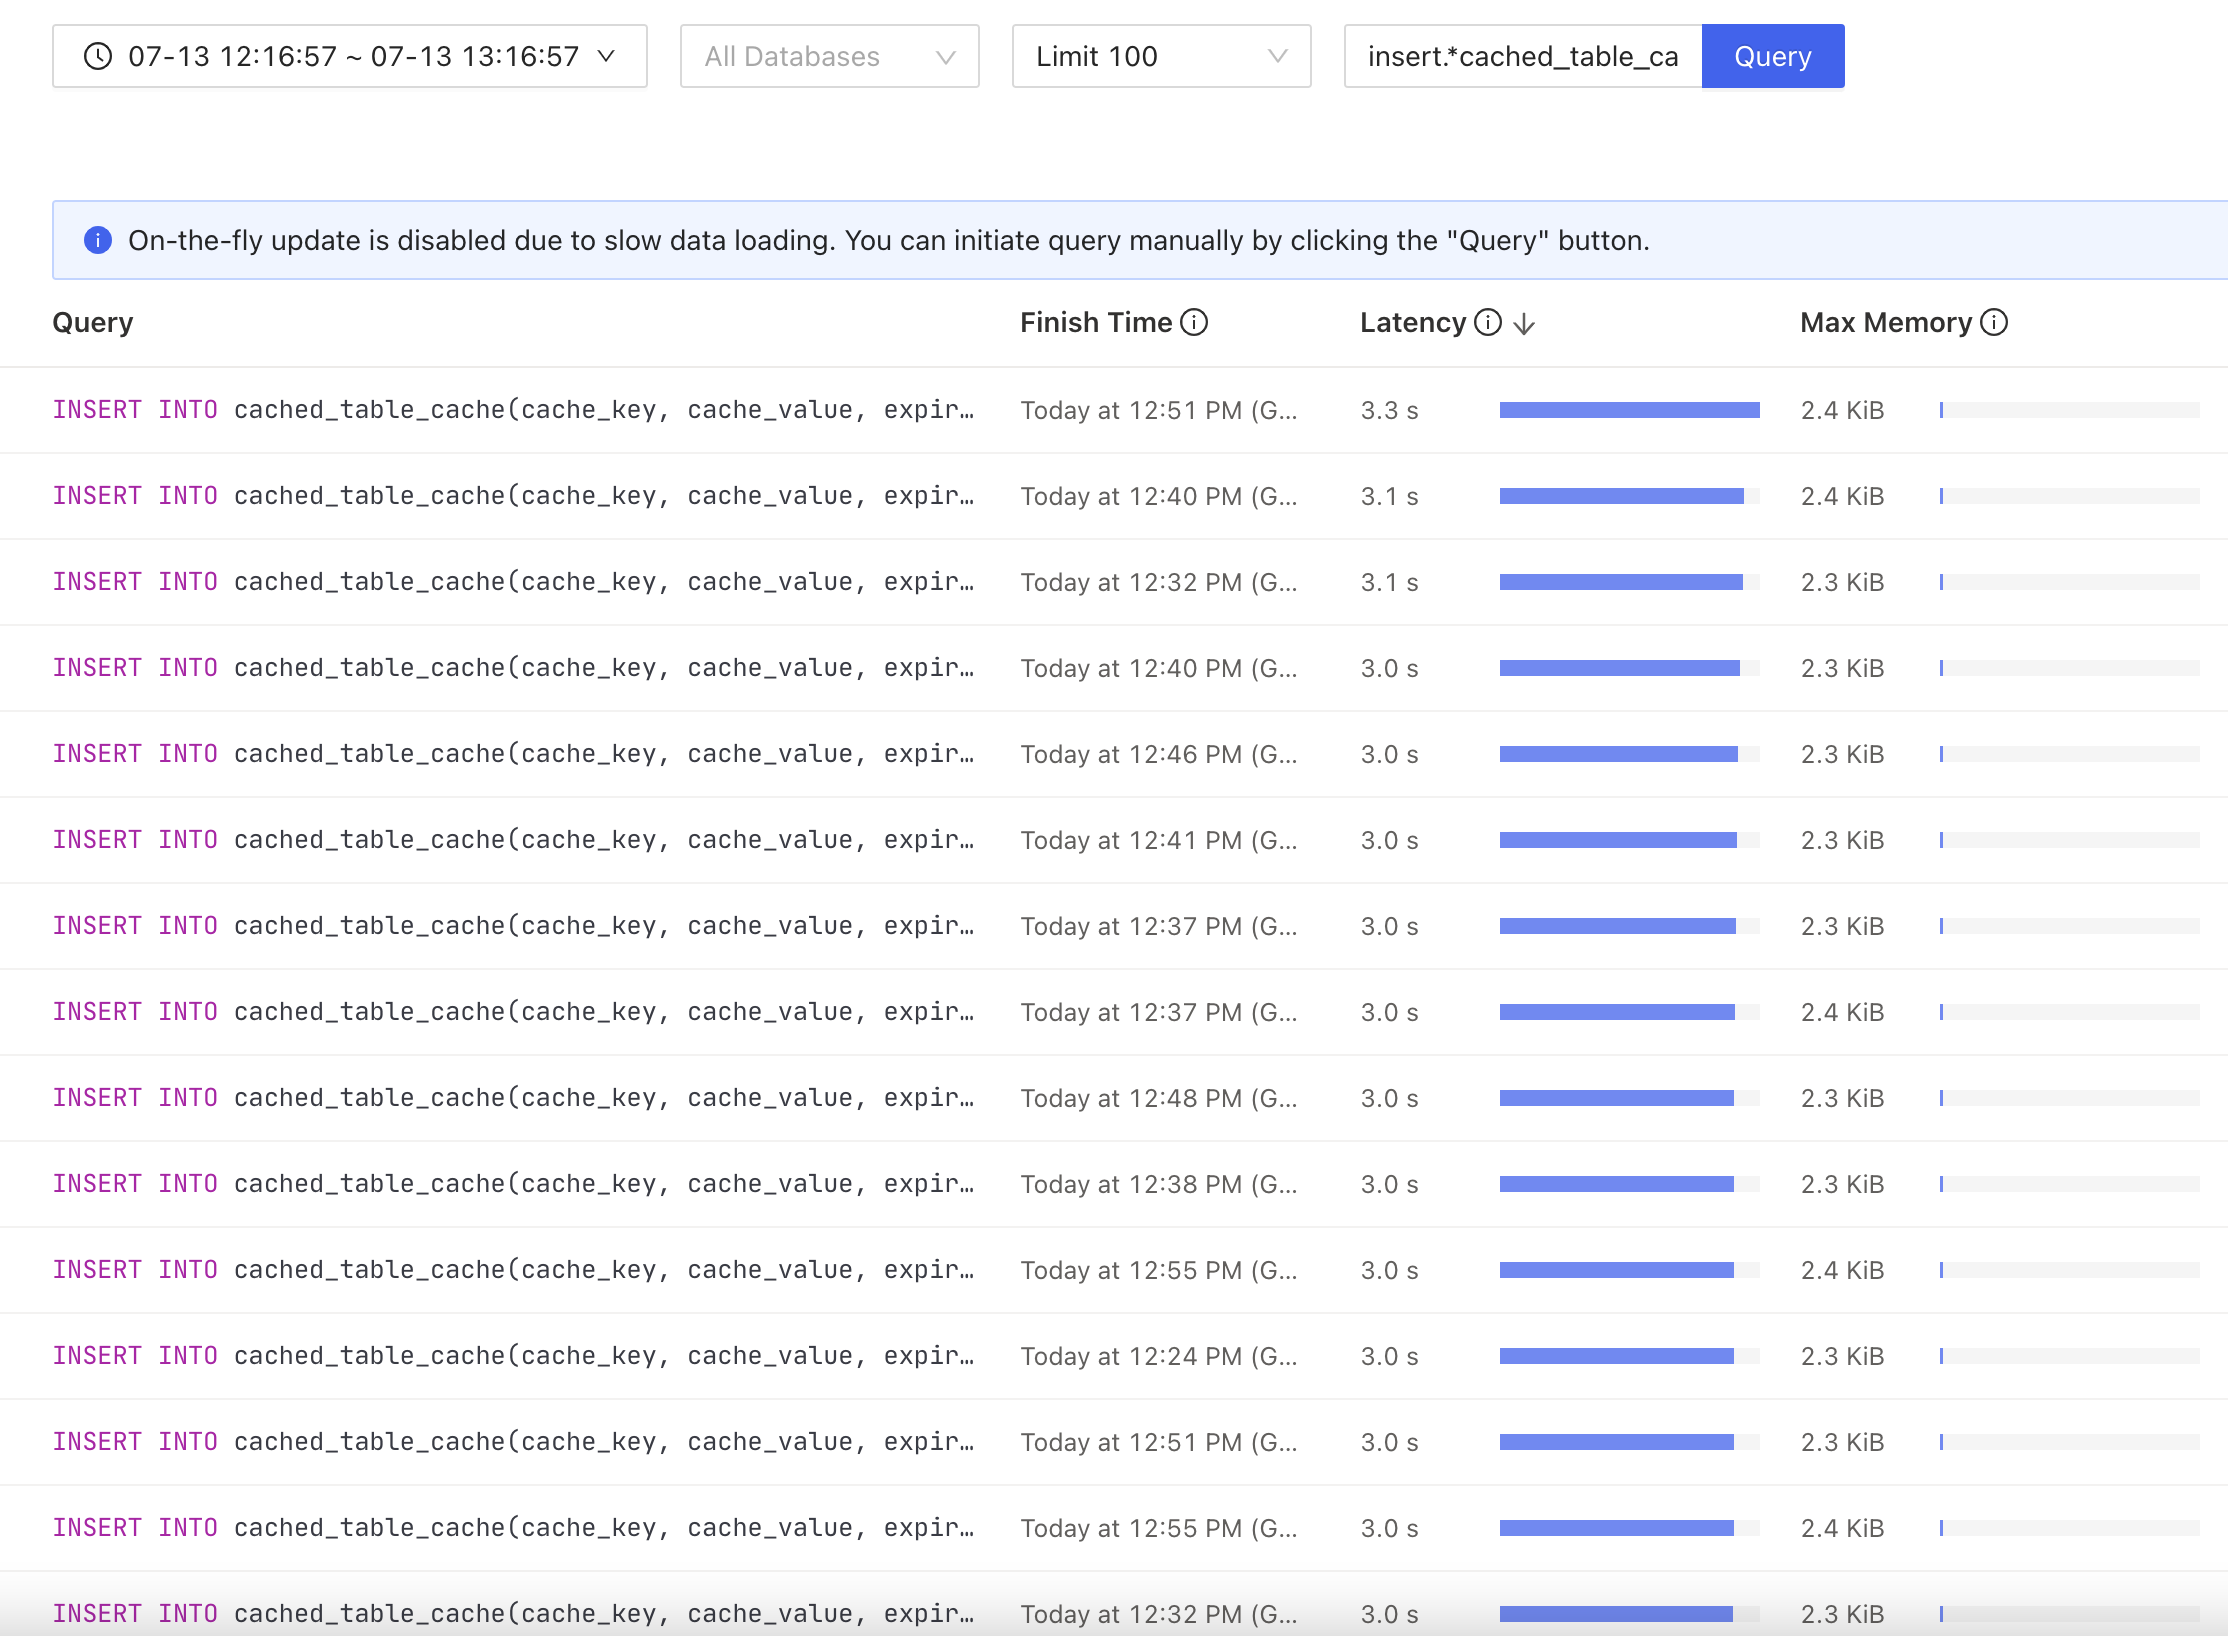 07-13 12:16:57 ~ 07-13 13:16:57 All Databases Limit 100 insert.*cached_table_ca Query
On-the-fly update is disabled due to slow data loading. You can initiate query manually by clicking the "Query" button.
Query Finish Time Latency Max Memory
INSERT INTO cached_table_cache(cache_key, cache_value, expir… Today at 12:51 PM (G... 3.3 s 2.4 KiB
INSERT INTO cached_table_cache(cache_key, cache_value, expir… Today at 12:40 PM (G... 3.1 s 2.4 KiB
INSERT INTO cached_table_cache(cache_key, cache_value, expir… Today at 12:32 PM (G... 3.1 s 2.3 KiB
INSERT INTO cached_table_cache(cache_key, cache_value, expir… Today at 12:40 PM (G... 3.0 s 2.3 KiB
INSERT INTO cached_table_cache(cache_key, cache_value, expir… Today at 12:46 PM (G... 3.0 s 2.3 KiB
INSERT INTO cached_table_cache(cache_key, cache_value, expir… Today at 12:41 PM (G... 3.0 s 2.3 KiB
INSERT INTO cached_table_cache(cache_key, cache_value, expir… Today at 12:37 PM (G... 3.0 s 2.3 KiB
INSERT INTO cached_table_cache(cache_key, cache_value, expir… Today at 12:37 PM (G... 3.0 s 2.4 KiB
INSERT INTO cached_table_cache(cache_key, cache_value, expir… Today at 12:48 PM (G... 3.0 s 2.3 KiB
INSERT INTO cached_table_cache(cache_key, cache_value, expir… Today at 12:38 PM (G... 3.0 s 2.3 KiB
INSERT INTO cached_table_cache(cache_key, cache_value, expir… Today at 12:55 PM (G... 3.0 s 2.4 KiB
INSERT INTO cached_table_cache(cache_key, cache_value, expir… Today at 12:24 PM (G... 3.0 s 2.3 KiB
INSERT INTO cached_table_cache(cache_key, cache_value, expir… Today at 12:51 PM (G... 3.0 s 2.3 KiB
INSERT INTO cached_table_cache(cache_key, cache_value, expir… Today at 12:55 PM (G... 3.0 s 2.4 KiB
INSERT INTO cached_table_cache(cache_key, cache_value, expir… Today at 12:32 PM (G... 3.0 s 2.3 KiB